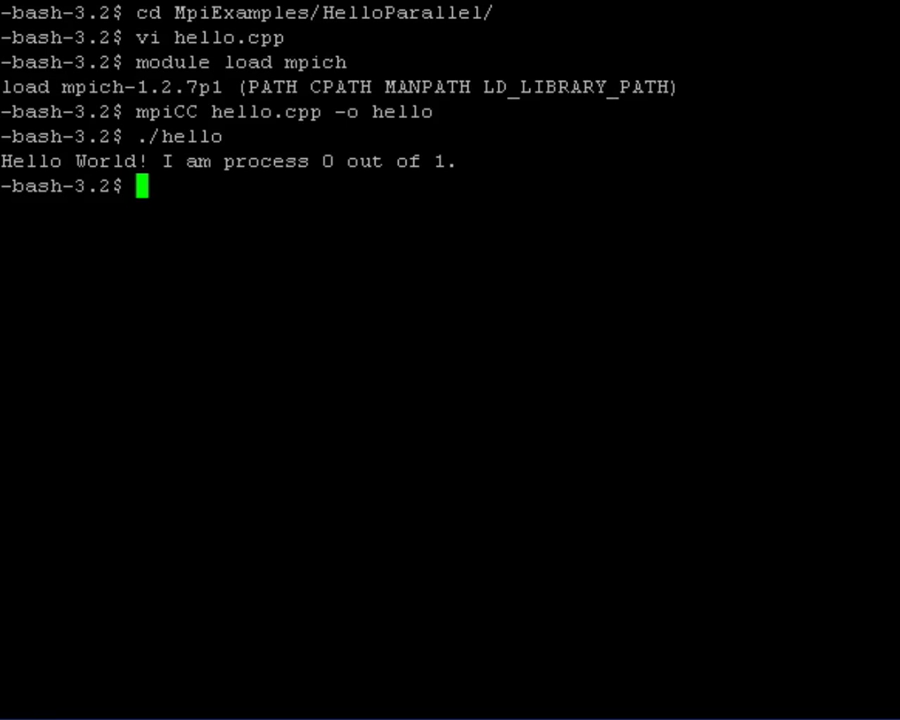 -bash-3.2$ cd MpiExamples/HelloParallel/
-bash-3.2$ vi hello.cpp
-bash-3.2$ module load mpich
load mpich-1.2.7p1 (PATH CPATH MANPATH LD_LIBRARY_PATH)
-bash-3.2$ mpiCC hello.cpp -o hello
-bash-3.2$ ./hello
Hello World! I am process 0 out of 1.
-bash-3.2$